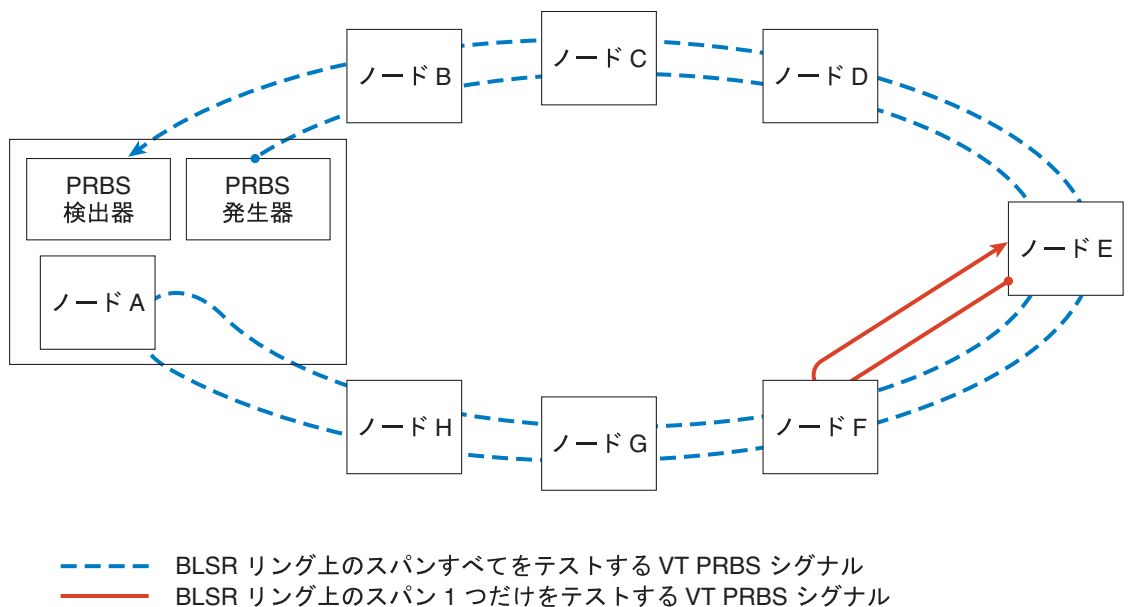 ノード B
ノード C
ノード D
PRBS
検出器
PRBS
発生器
ノード A
ノード E
ノード H
ノード G
ノード F
BLSR リング上のスパンすべてをテストする VT PRBS シグナル
BLSR リング上のスパン 1 つだけをテストする VT PRBS シグナル